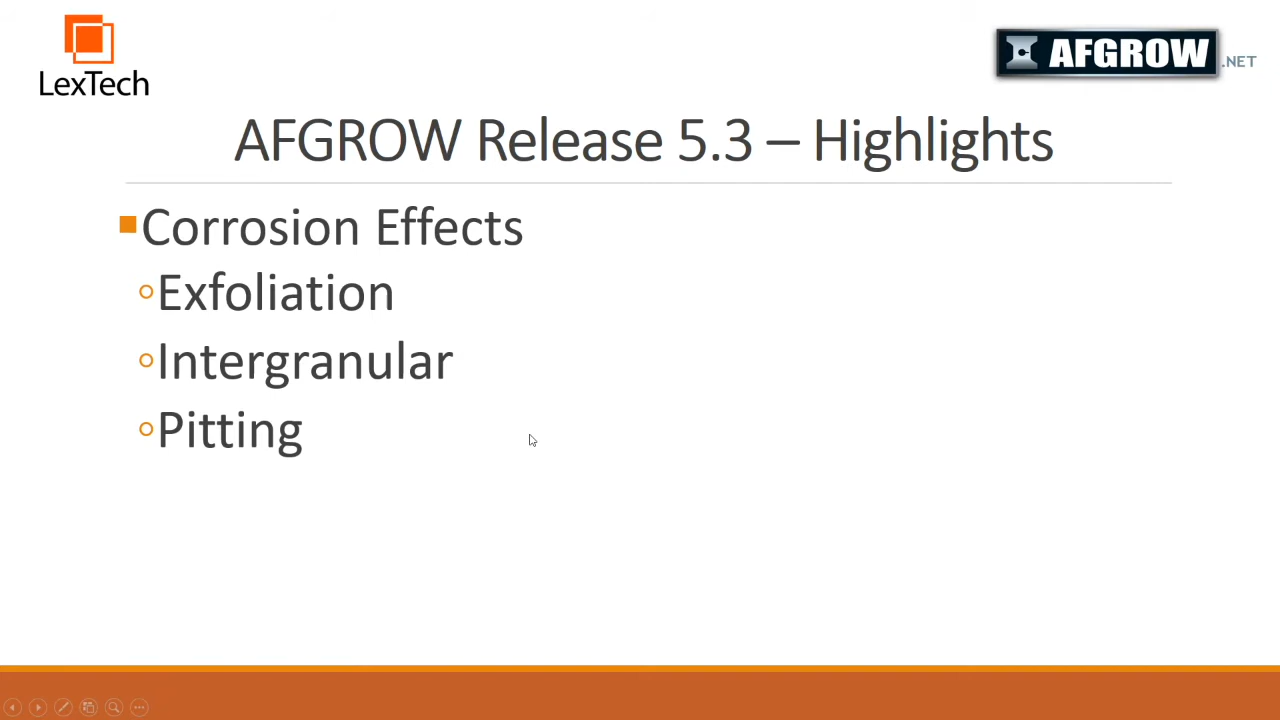 LexTech
AFGROW.NET
AFGROW Release 5.3 – Highlights
Corrosion Effects
Exfoliation
Intergranular
Pitting